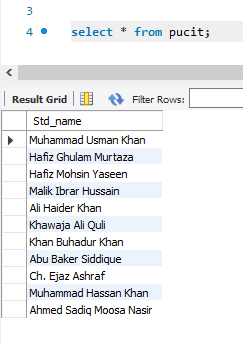 3
4 select * from pucit;
Result Grid Filter Rows:
Std_name
Muhammad Usman Khan
Hafiz Ghulam Murtaza
Hafiz Mohsin Yaseen
Malik Ibrar Hussain
Ali Haider Khan
Khawaja Ali Quli
Khan Buhadur Khan
Abu Baker Siddique
Ch. Ejaz Ashraf
Muhammad Hassan Khan
Ahmed Sadiq Moosa Nasir